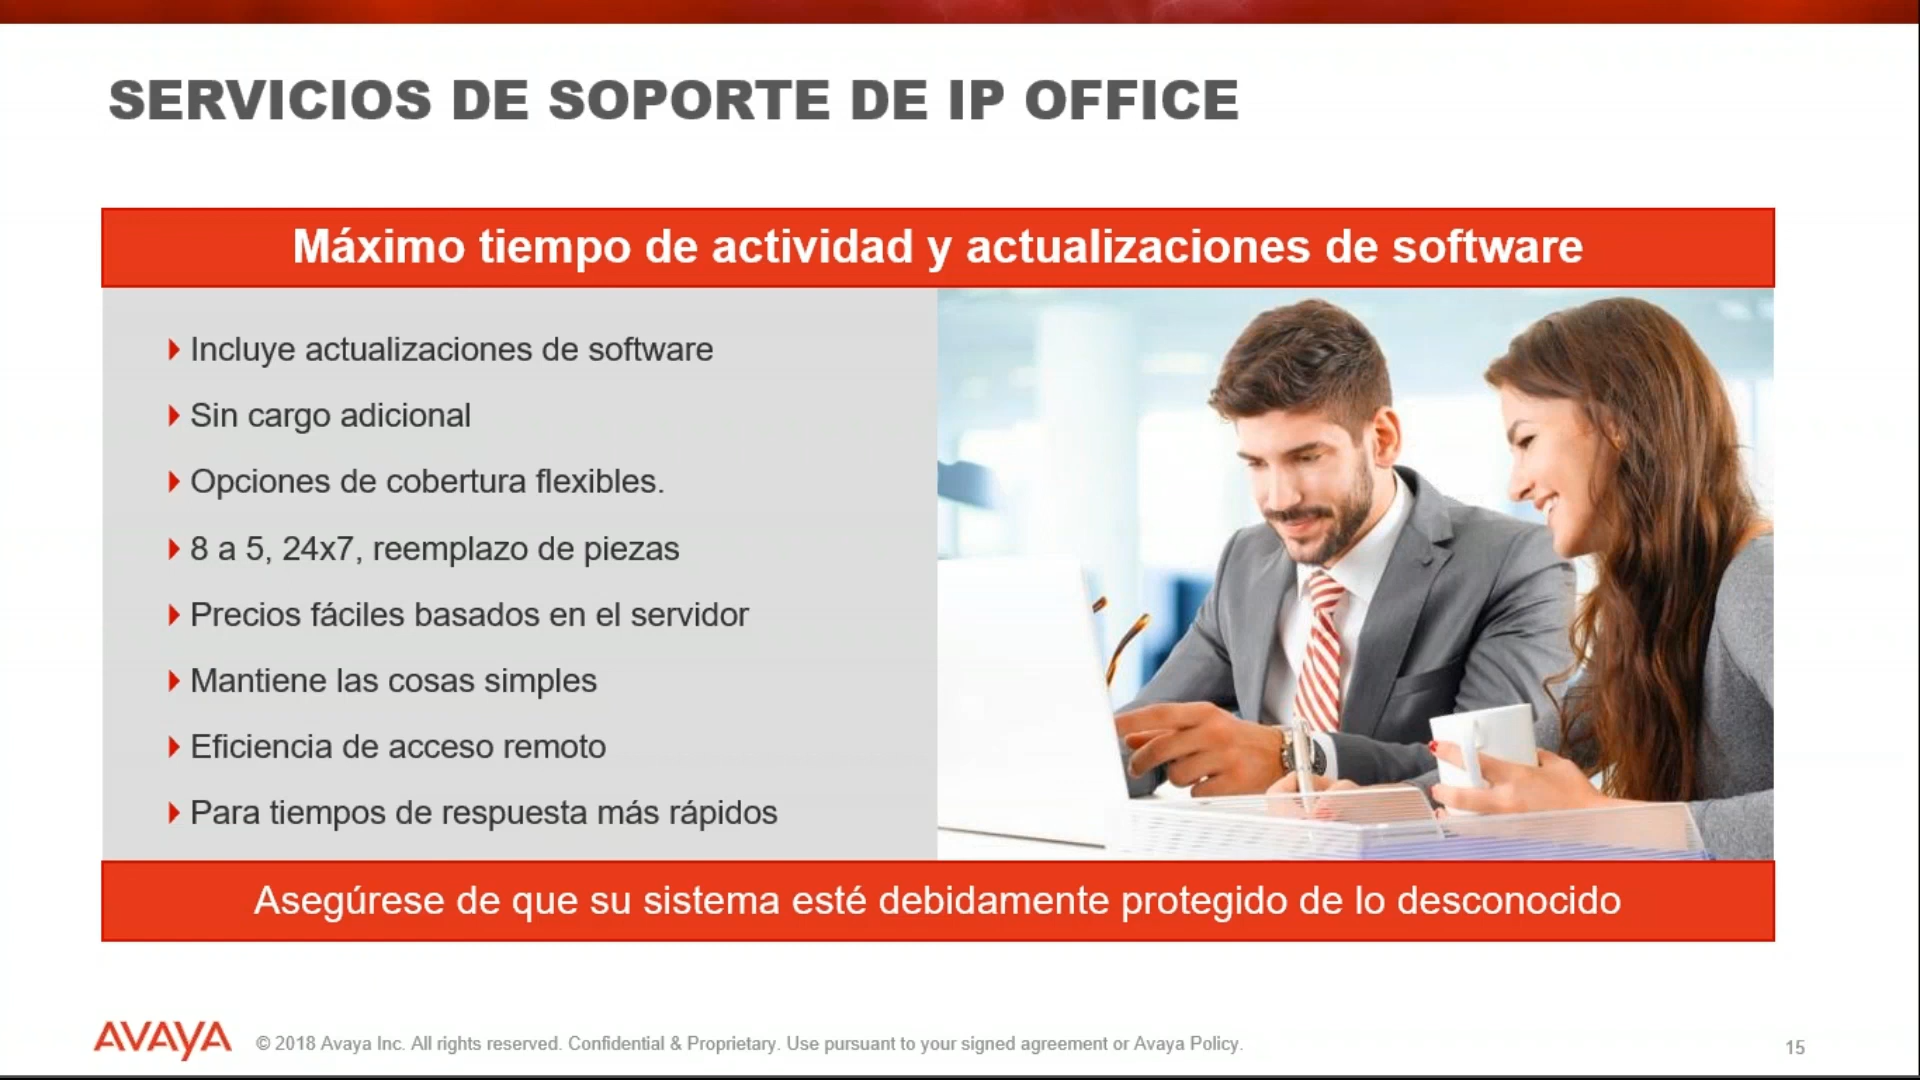 SERVICIOS DE SOPORTE DE IP OFFICE
Máximo tiempo de actividad y actualizaciones de software
Incluye actualizaciones de software
Sin cargo adicional
Opciones de cobertura flexibles.
8 a 5, 24x7, reemplazo de piezas
Precios fáciles basados en el servidor
Mantiene las cosas simples
Eficiencia de acceso remoto
Para tiempos de respuesta más rápidos
Asegúrese de que su sistema esté debidamente protegido de lo desconocido
AVAYA
© 2018 Avaya Inc. All rights reserved. Confidential & Proprietary. Use pursuant to your signed agreement or Avaya Policy.
15